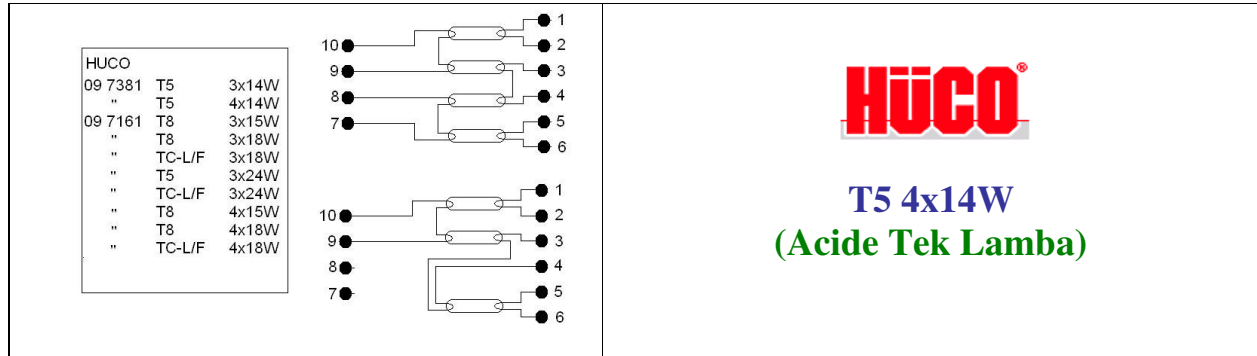 HUCO
09 7381 T5 3x14W
" T5 4x14W
09 7161 T8 3x15W
" T8 3x18W
" TC-L/F 3x18W
" T5 3x24W
" TC-L/F 3x24W
" T8 4x15W
" T8 4x18W
" TC-L/F 4x18W
10
9
8
7
1
2
3
4
5
6
10
9
8
7
1
2
3
4
5
6
HÜCO®
T5 4x14W
(Acide Tek Lamba)